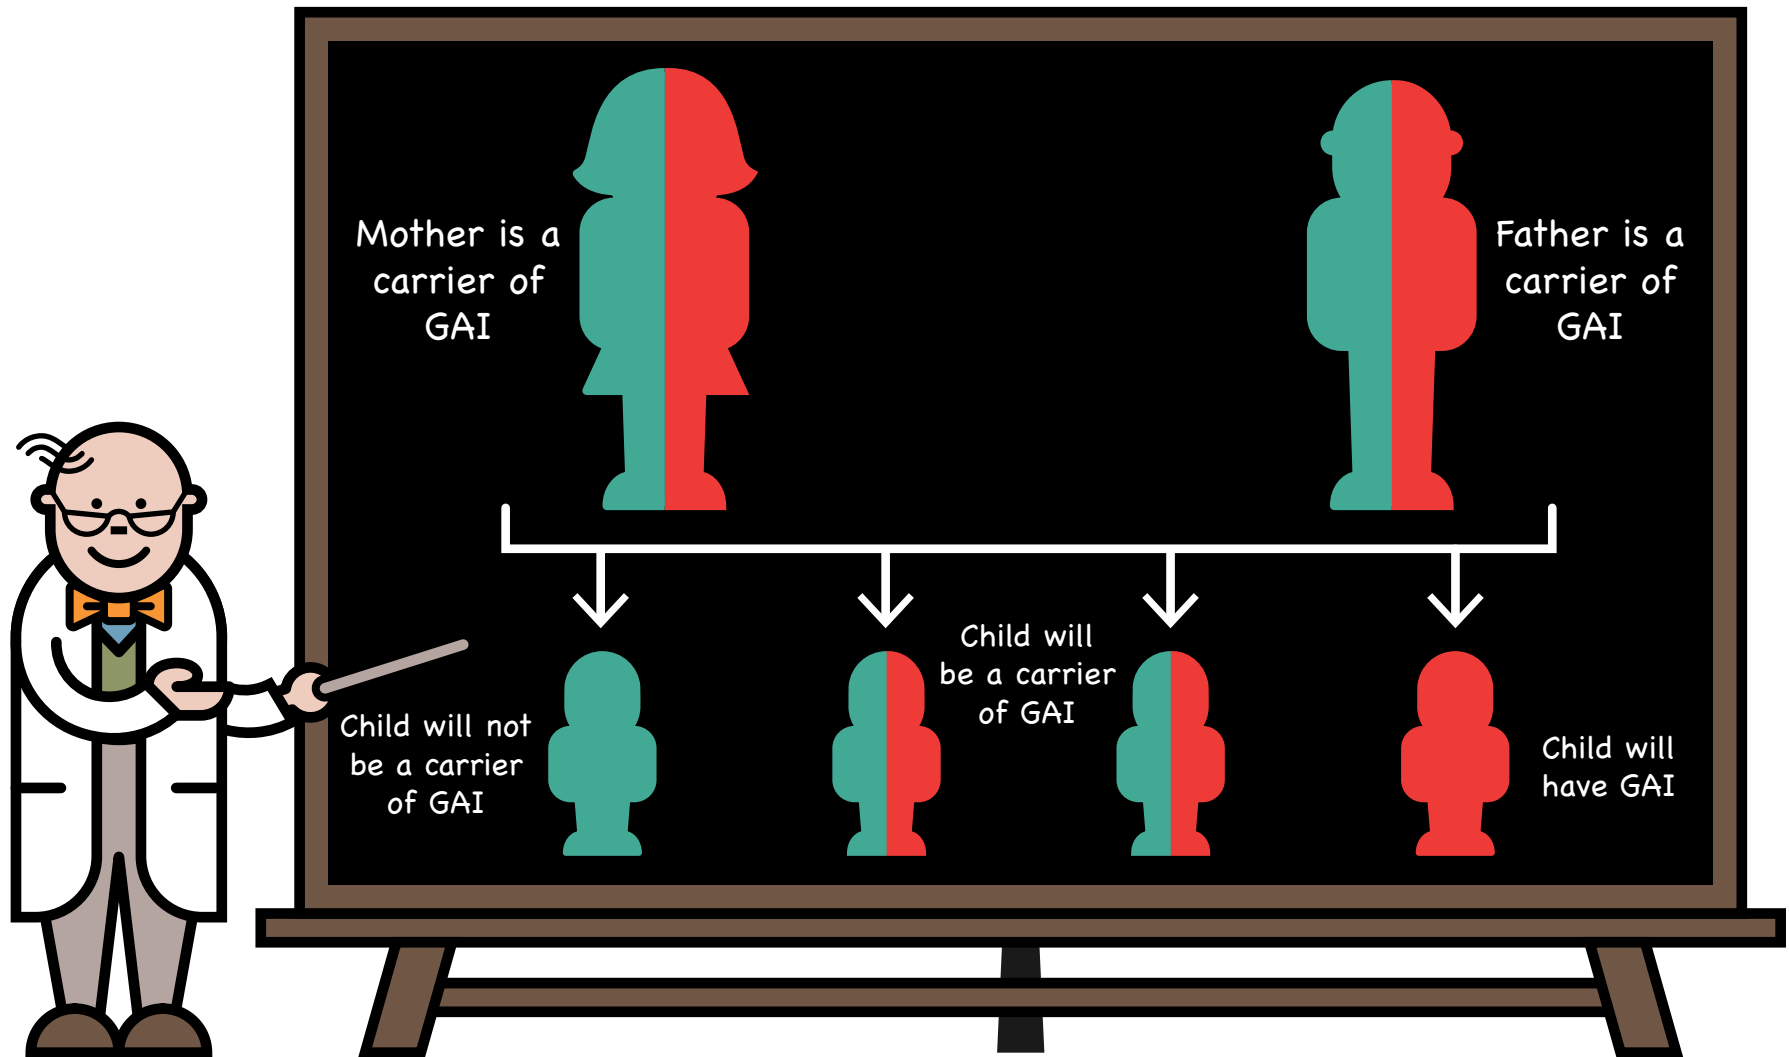 Mother is a
carrier of
GAI
Father is a
carrier of
GAI
Child will not
be a carrier
of GAI
Child will
be a carrier
of GAI
Child will
have GAI